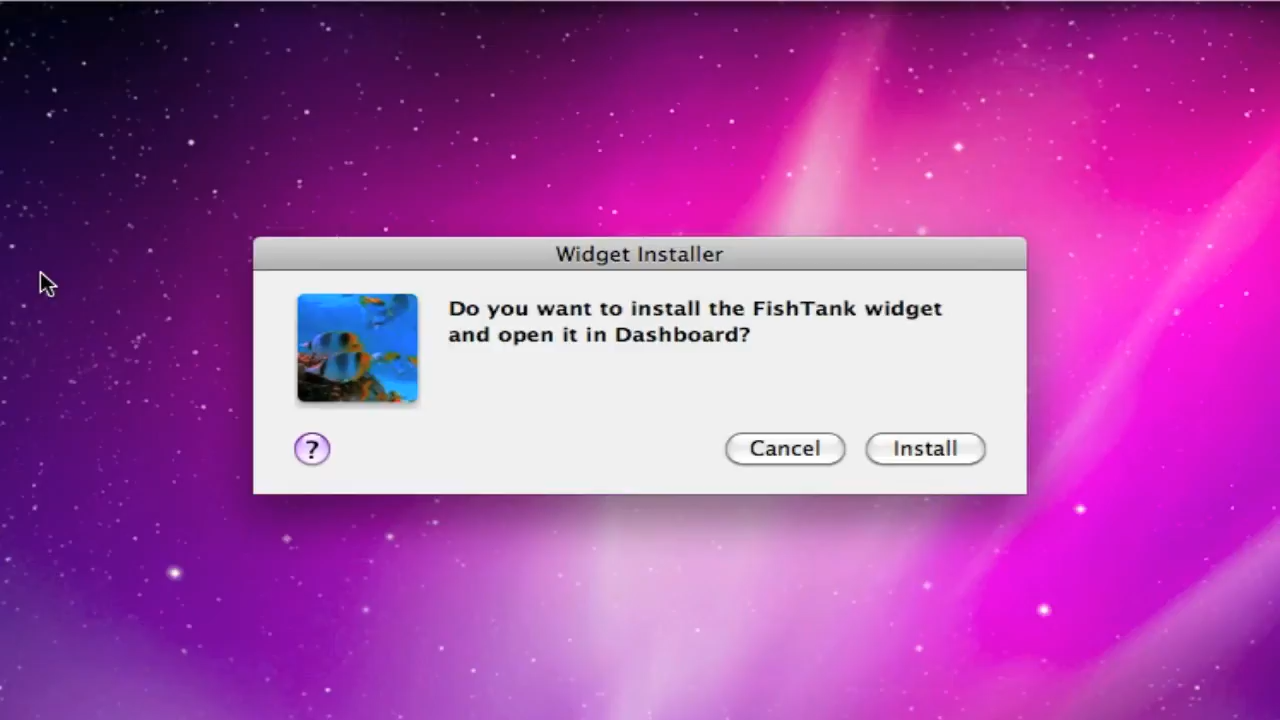 Widget Installer
Do you want to install the FishTank widget
and open it in Dashboard?
?
Cancel
Install